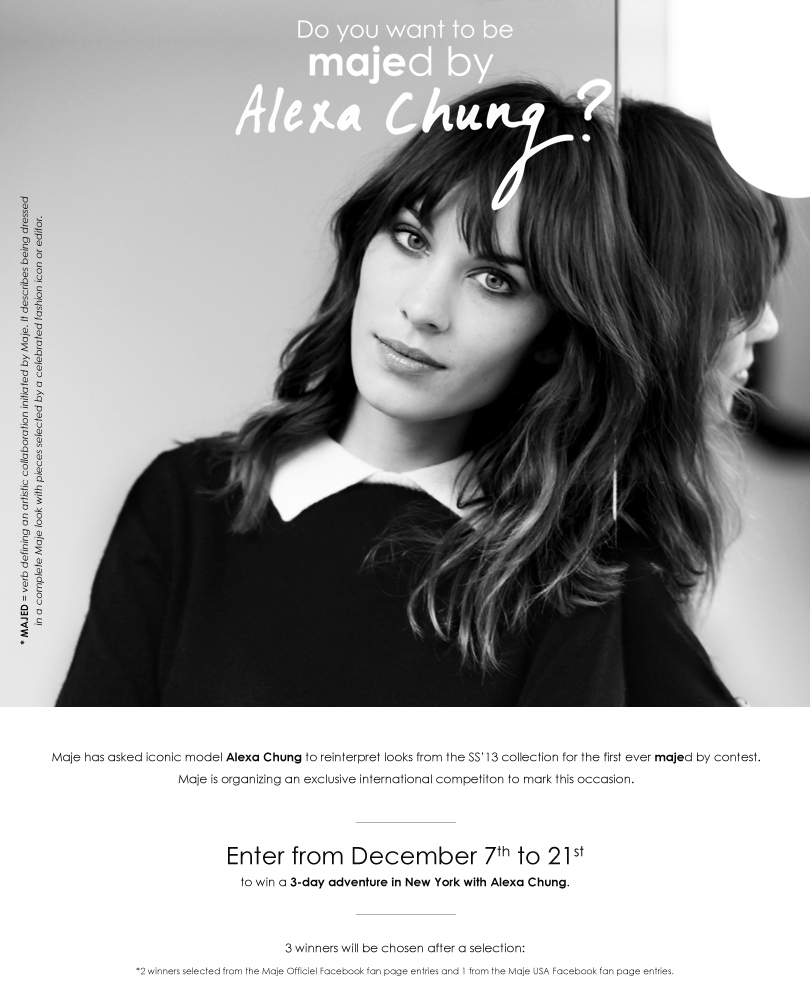 Do you want to be
majed by
Alexa Chung ?
* MAJED = verb defining an artistic collaboration initiated by Maje. It describes being dressed
in a complete Maje look with pieces selected by a celebrated fashion icon or editor.
Maje has asked iconic model Alexa Chung to reinterpret looks from the SS'13 collection for the first ever majed by contest.
Maje is organizing an exclusive international competiton to mark this occasion.
Enter from December 7th to 21st
to win a 3-day adventure in New York with Alexa Chung.
3 winners will be chosen after a selection:
*2 winners selected from the Maje Officiel Facebook fan page entries and 1 from the Maje USA Facebook fan page entries.